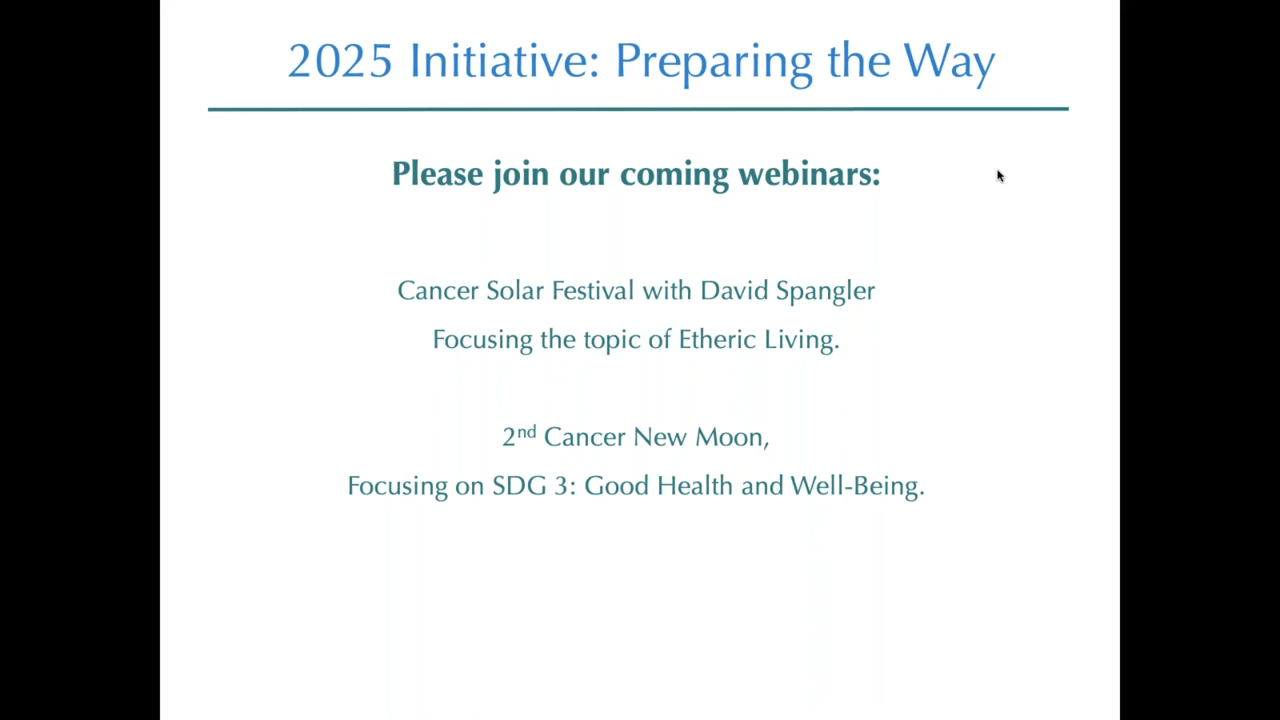 2025 Initiative: Preparing the Way
Please join our coming webinars:
Cancer Solar Festival with David Spangler
Focusing the topic of Etheric Living.
2nd Cancer New Moon,
Focusing on SDG 3: Good Health and Well-Being.